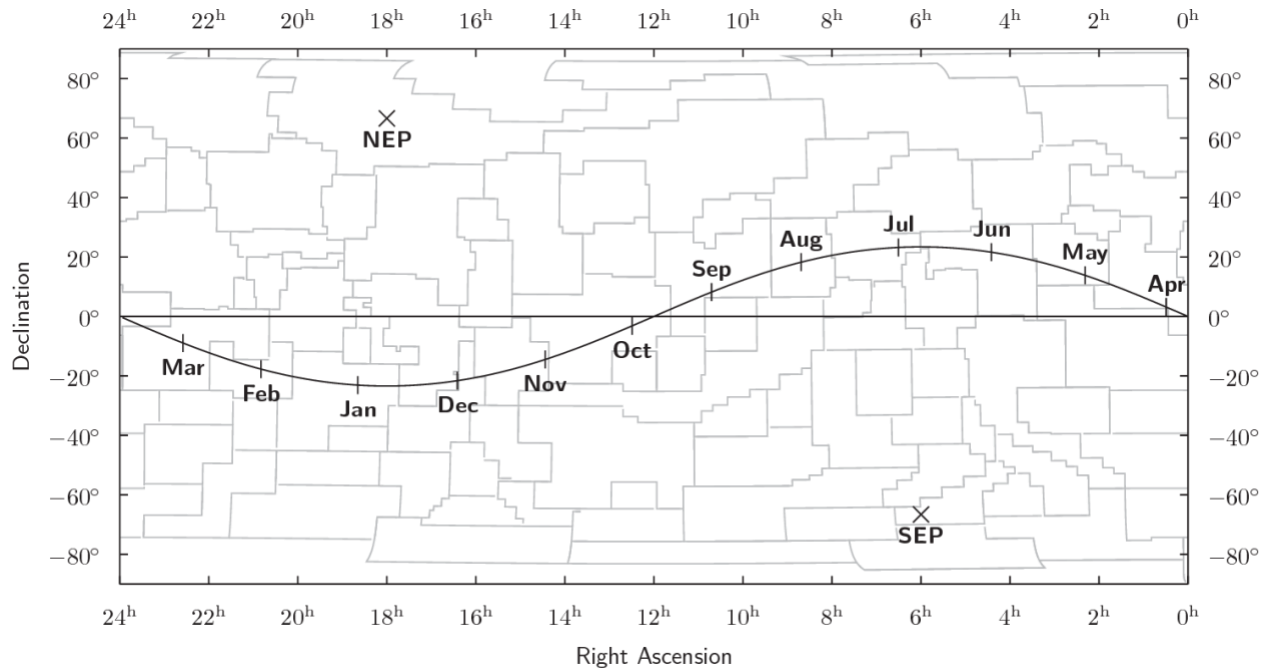 24ʰ 22ʰ 20ʰ 18ʰ 16ʰ 14ʰ 12ʰ 10ʰ 8ʰ 6ʰ 4ʰ 2ʰ 0ʰ
80° 80°
NEP
60° 60°
40° 40°
Jul
Jun
Aug
May
20° 20°
Sep
Apr
0° 0°
Oct
Mar
−20° −20°
Nov
Feb
Dec
Jan
−40° −40°
−60° −60°
SEP
−80° −80°
24ʰ 22ʰ 20ʰ 18ʰ 16ʰ 14ʰ 12ʰ 10ʰ 8ʰ 6ʰ 4ʰ 2ʰ 0ʰ
Declination
Right Ascension